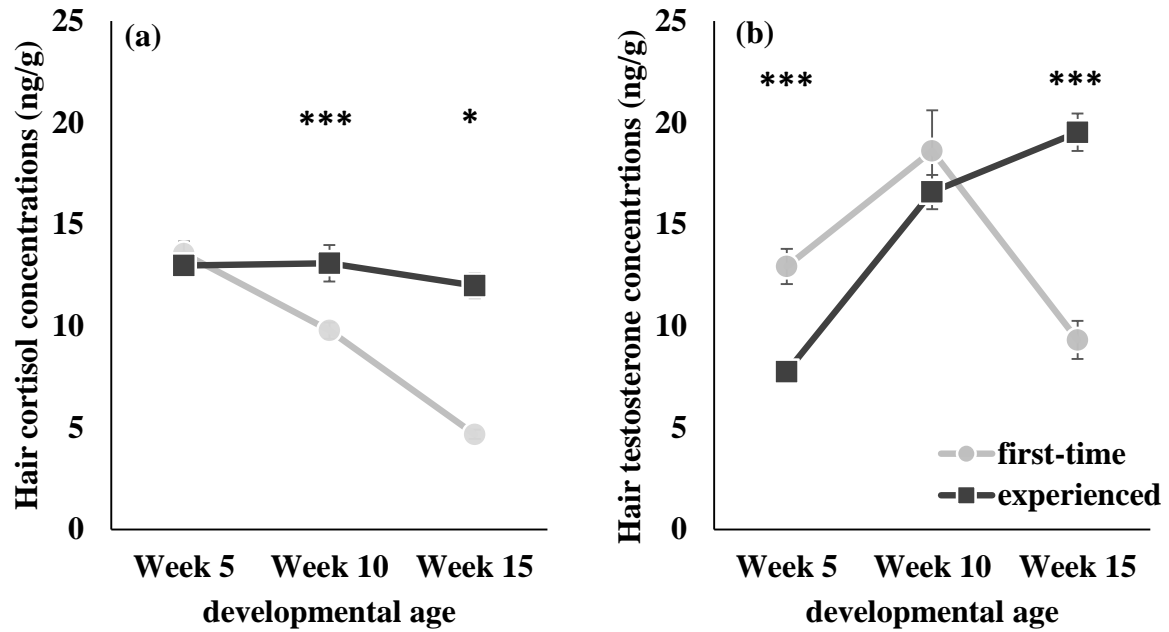 (a)
Hair cortisol concentrations (ng/g)
25
20
15
10
5
0
***
*
Week 5
Week 10
Week 15
developmental age
(b)
Hair testosterone concentrtions (ng/g)
25
20
15
10
5
0
***
***
first-time
experienced
Week 5
Week 10
Week 15
developmental age